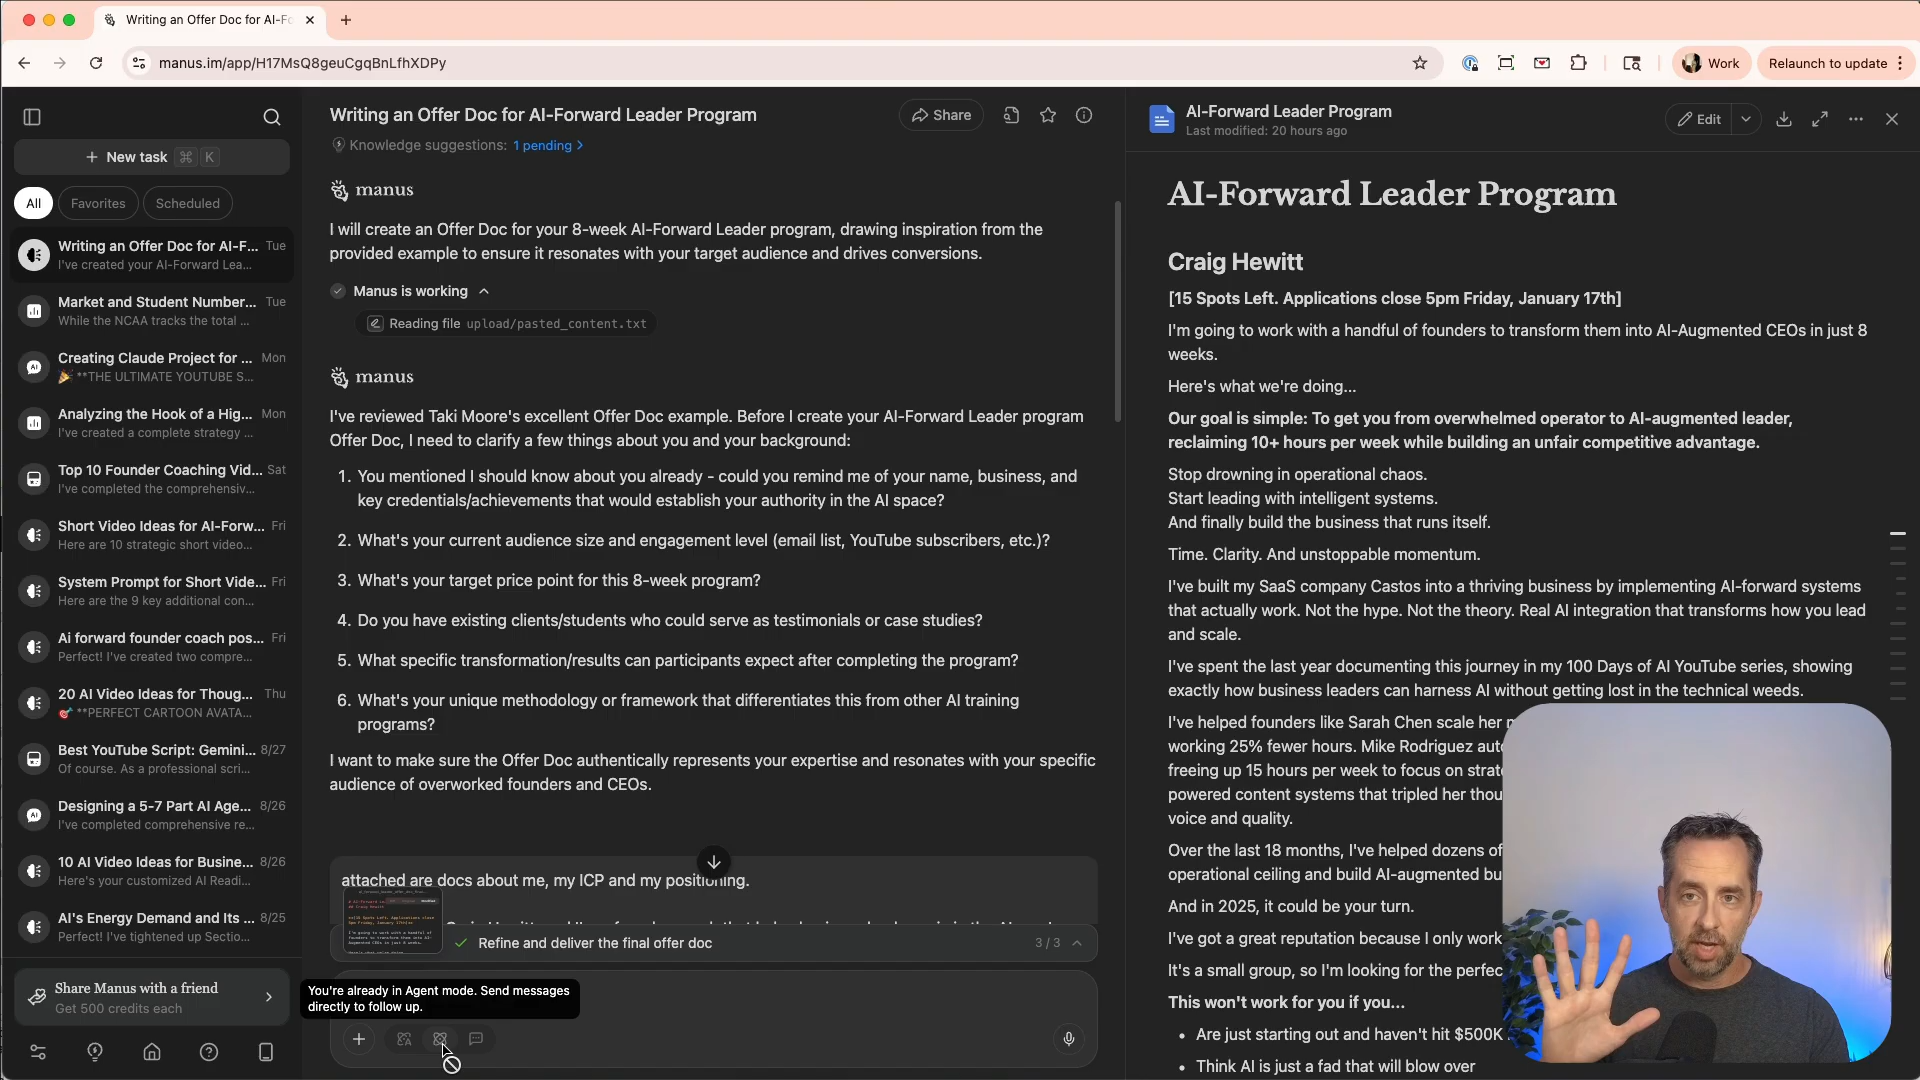 Writing an Offer Doc for AI-Fo
manus.im/app/H17MsQ8geuCgqBnLfhXDPy
Work
Relaunch to update
New task ⌘ K
All
Favorites
Scheduled
Writing an Offer Doc for AI-F... Tue
I've created your AI-Forward Lea...
Market and Student Number... Tue
While the NCAA tracks the total ...
Creating Claude Project for ... Mon
🎉 **THE ULTIMATE YOUTUBE S...
Analyzing the Hook of a Hig... Mon
I've created a complete strategy ...
Top 10 Founder Coaching Vid... Sat
I've completed the comprehensiv...
Short Video Ideas for AI-Forw... Fri
Here are 10 strategic short video...
System Prompt for Short Vide... Fri
Here are the 9 key additional con...
Ai forward founder coach pos... Fri
Perfect! I've created two compre...
20 AI Video Ideas for Thoug... Thu
🎯 **PERFECT CARTOON AVATA...
Best YouTube Script: Gemini... 8/27
Of course. As a professional scri...
Designing a 5-7 Part AI Age... 8/26
I've completed comprehensive re...
10 AI Video Ideas for Busine... 8/26
Here's your customized AI Readi...
AI's Energy Demand and Its ... 8/25
Perfect! I've tightened up Sectio...
Share Manus with a friend
Get 500 credits each
Writing an Offer Doc for AI-Forward Leader Program
Share
Knowledge suggestions: 1 pending
manus
I will create an Offer Doc for your 8-week AI-Forward Leader program, drawing inspiration from the
provided example to ensure it resonates with your target audience and drives conversions.
Manus is working
Reading file upload/pasted_content.txt
manus
I've reviewed Taki Moore's excellent Offer Doc example. Before I create your AI-Forward Leader program
Offer Doc, I need to clarify a few things about you and your background:
1. You mentioned I should know about you already - could you remind me of your name, business, and
key credentials/achievements that would establish your authority in the AI space?
2. What's your current audience size and engagement level (email list, YouTube subscribers, etc.)?
3. What's your target price point for this 8-week program?
4. Do you have existing clients/students who could serve as testimonials or case studies?
5. What specific transformation/results can participants expect after completing the program?
6. What's your unique methodology or framework that differentiates this from other AI training
programs?
I want to make sure the Offer Doc authentically represents your expertise and resonates with your specific
audience of overworked founders and CEOs.
attached are docs about me, my ICP and my positioning.
Refine and deliver the final offer doc
3 / 3
You're already in Agent mode. Send messages
directly to follow up.
AI-Forward Leader Program
Last modified: 20 hours ago
Edit
AI-Forward Leader Program
Craig Hewitt
[15 Spots Left. Applications close 5pm Friday, January 17th]
I'm going to work with a handful of founders to transform them into AI-Augmented CEOs in just 8
weeks.
Here's what we're doing...
Our goal is simple: To get you from overwhelmed operator to AI-augmented leader,
reclaiming 10+ hours per week while building an unfair competitive advantage.
Stop drowning in operational chaos.
Start leading with intelligent systems.
And finally build the business that runs itself.
Time. Clarity. And unstoppable momentum.
I've built my SaaS company Castos into a thriving business by implementing AI-forward systems
that actually work. Not the hype. Not the theory. Real AI integration that transforms how you lead
and scale.
I've spent the last year documenting this journey in my 100 Days of AI YouTube series, showing
exactly how business leaders can harness AI without getting lost in the technical weeds.
I've helped founders like Sarah Chen scale her
working 25% fewer hours. Mike Rodriguez
freeing up 15 hours per week to focus on
powered content systems that tripled her
voice and quality.
Over the last 18 months, I've helped dozens of
operational ceiling and build AI-augmented
And in 2025, it could be your turn.
I've got a great reputation because I only work
It's a small group, so I'm looking for the
This won't work for you if you...
• Are just starting out and haven't hit $500K
• Think AI is just a fad that will blow over